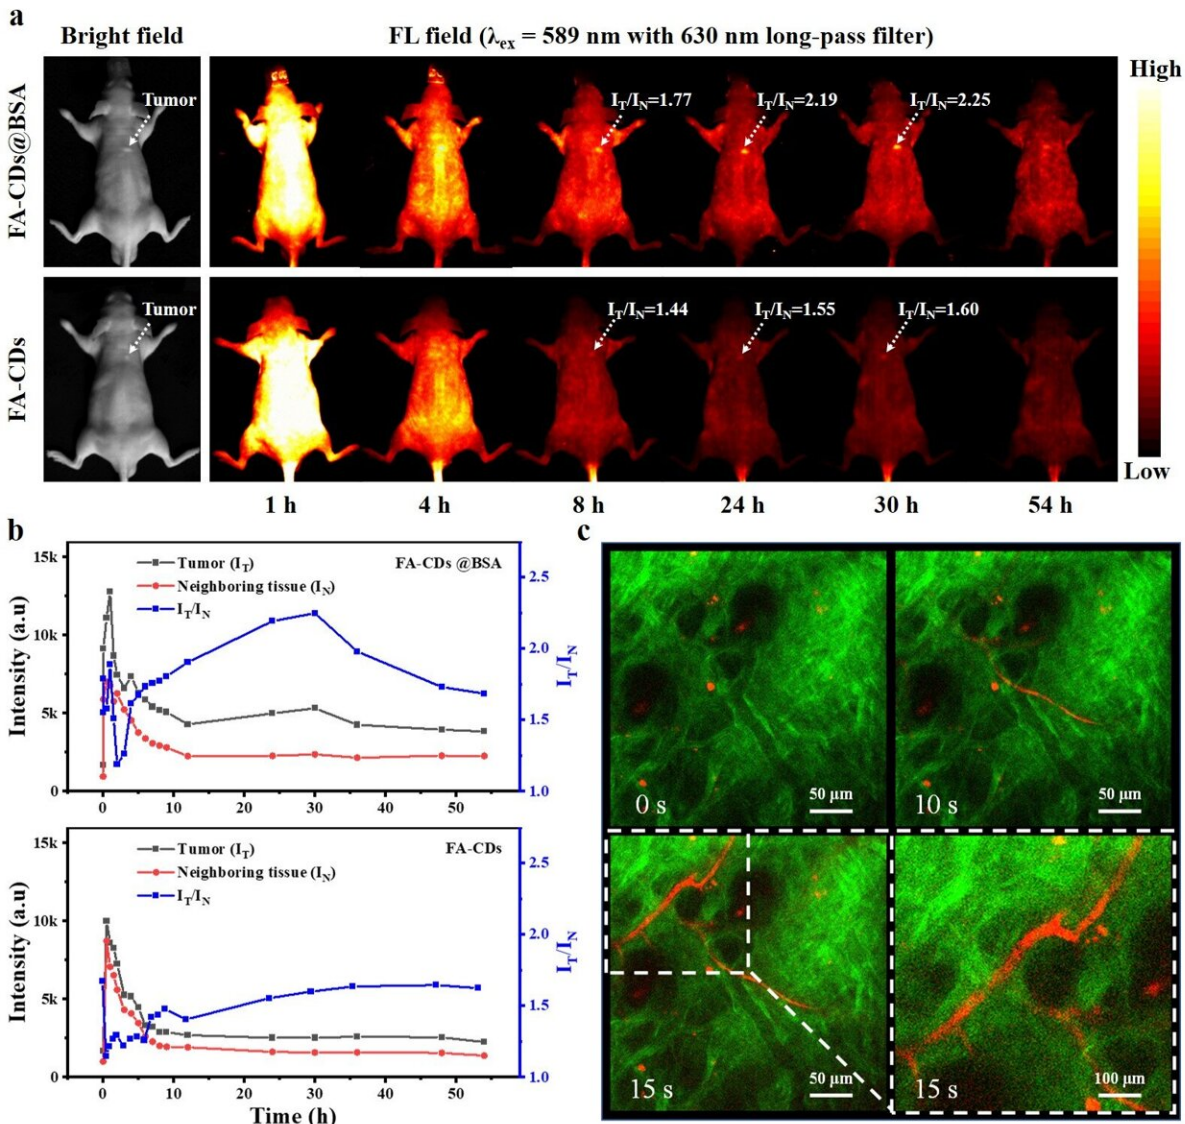 a
Bright field
FL field (λex = 589 nm with 630 nm long-pass filter)
High
FA-CDs@BSA
Tumor
IT/IN=1.77
IT/IN=2.19
IT/IN=2.25
FA-CDs
Tumor
IT/IN=1.44
IT/IN=1.55
IT/IN=1.60
Low
1 h
4 h
8 h
24 h
30 h
54 h
b
Intensity (a.u)
15k
10k
5k
0
Tumor (IT)
Neighboring tissue (IN)
IT/IN
FA-CDs @BSA
2.5
2.0
1.5
1.0
IT/IN
0
10
20
30
40
50
Intensity (a.u)
15k
10k
5k
0
Tumor (IT)
Neighboring tissue (IN)
IT/IN
FA-CDs
2.5
2.0
1.5
1.0
IT/IN
0
10
20
30
40
50
Time (h)
c
0 s
50 μm
10 s
50 μm
15 s
50 μm
15 s
100 μm